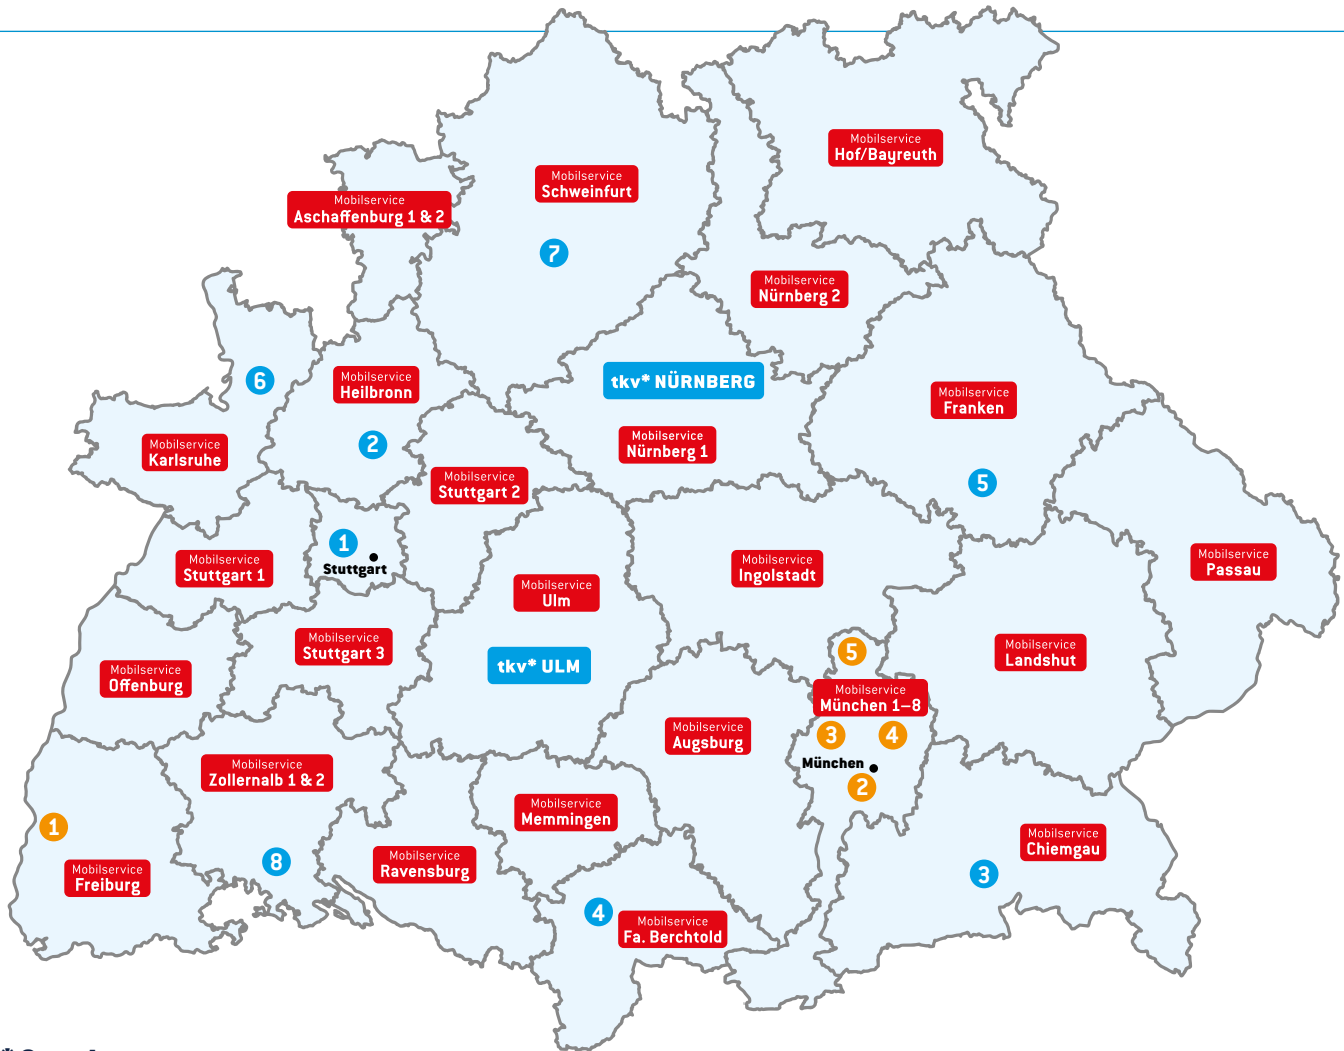 Mobilservice
Hof/Bayreuth
Mobilservice
Schweinfurt
Mobilservice
Aschaffenburg 1 & 2
7
Mobilservice
Nürnberg 2
6
Mobilservice
Heilbronn
tkv* NÜRNBERG
Mobilservice
Franken
2
Mobilservice
Nürnberg 1
Mobilservice
Karlsruhe
Mobilservice
Stuttgart 2
5
1
Stuttgart
Mobilservice
Stuttgart 1
Mobilservice
Ingolstadt
Mobilservice
Passau
Mobilservice
Ulm
Mobilservice
Stuttgart 3
5
Mobilservice
Landshut
tkv* ULM
Mobilservice
Offenburg
Mobilservice
München 1–8
Mobilservice
Augsburg
3
4
München
2
Mobilservice
Zollernalb 1 & 2
Mobilservice
Memmingen
1
Mobilservice
Chiemgau
8
Mobilservice
Ravensburg
Mobilservice
Freiburg
3
4
Mobilservice
Fa. Berchtold